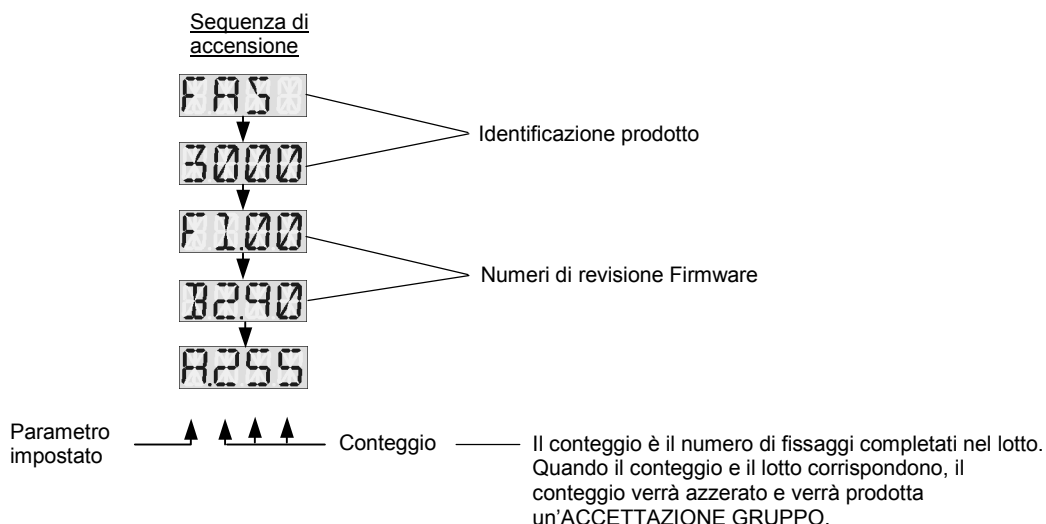 Sequenza di
accensione
FAS
3000
Identificazione prodotto
F1.00
B2.90
Numeri di revisione Firmware
A.255
Parametro
impostato
Conteggio
Il conteggio è il numero di fissaggi completati nel lotto.
Quando il conteggio e il lotto corrispondono, il
conteggio verrà azzerato e verrà prodotta
un'ACCETTAZIONE GRUPPO.